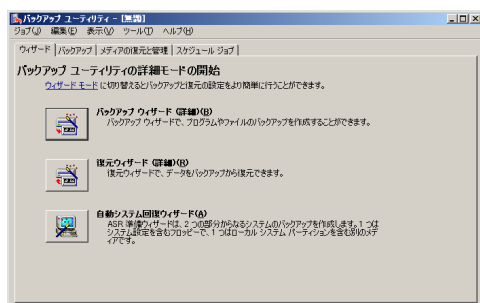 バックアップ ユーティリティ - [無題]
ジョブ(J) 編集(E) 表示(V) ツール(T) ヘルプ(H)
ウィザード バックアップ メディアの復元と管理 スケジュール ジョブ
バックアップ ユーティリティの詳細モードの開始
ウィザード モードに切り替えるとバックアップと復元の設定をより簡単に行うことができます。
バックアップ ウィザード (詳細)(B)
バックアップ ウィザードで、プログラムやファイルのバックアップを作成することができます。
復元ウィザード (詳細)(R)
復元ウィザードで、データをバックアップから復元できます。
自動システム回復ウィザード(A)
ASR 準備ウィザードは、2 つの部分からなるシステムのバックアップを作成します。1 つは
システム設定を含むフロッピーで、1 つはローカル システム パーティションを含む別のメデ
ィアです。